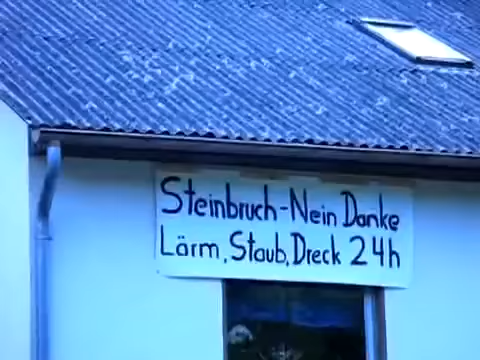 Steinbruch-Nein Danke
Lärm, Staub, Dreck 24h